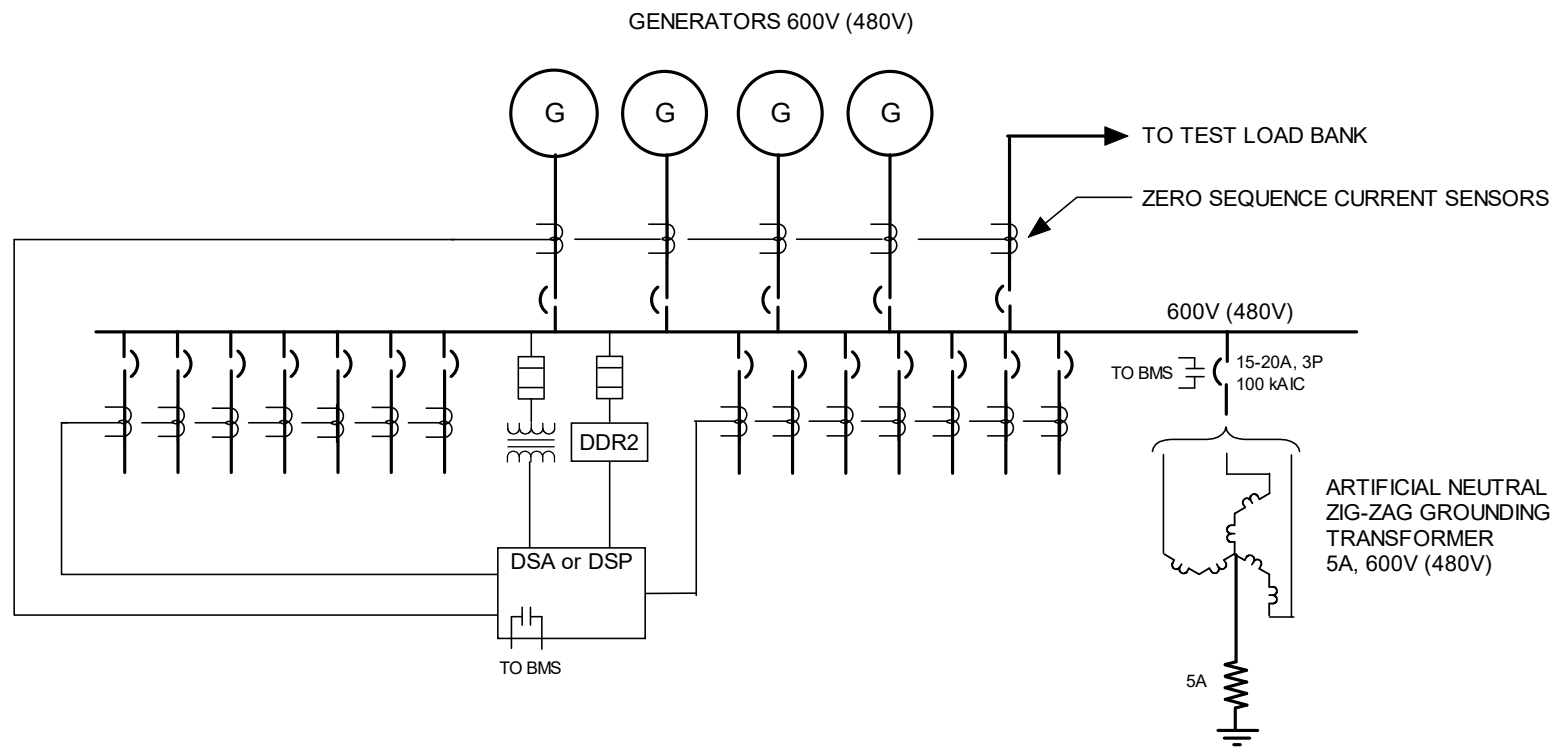 GENERATORS 600V (480V)
G
G
G
G
TO TEST LOAD BANK
ZERO SEQUENCE CURRENT SENSORS
600V (480V)
TO BMS
15-20A, 3P
100 kAIC
DDR2
ARTIFICIAL NEUTRAL
ZIG-ZAG GROUNDING
TRANSFORMER
5A, 600V (480V)
DSA or DSP
TO BMS
5A